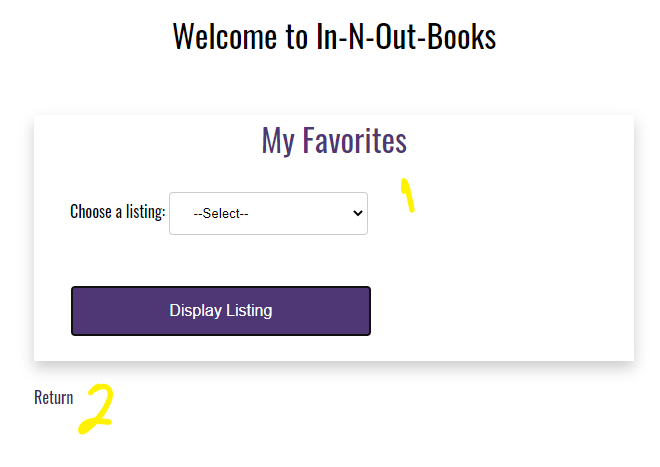 Welcome to In-N-Out-Books
My Favorites
1
Choose a listing: --Select--
Display Listing
Return 2